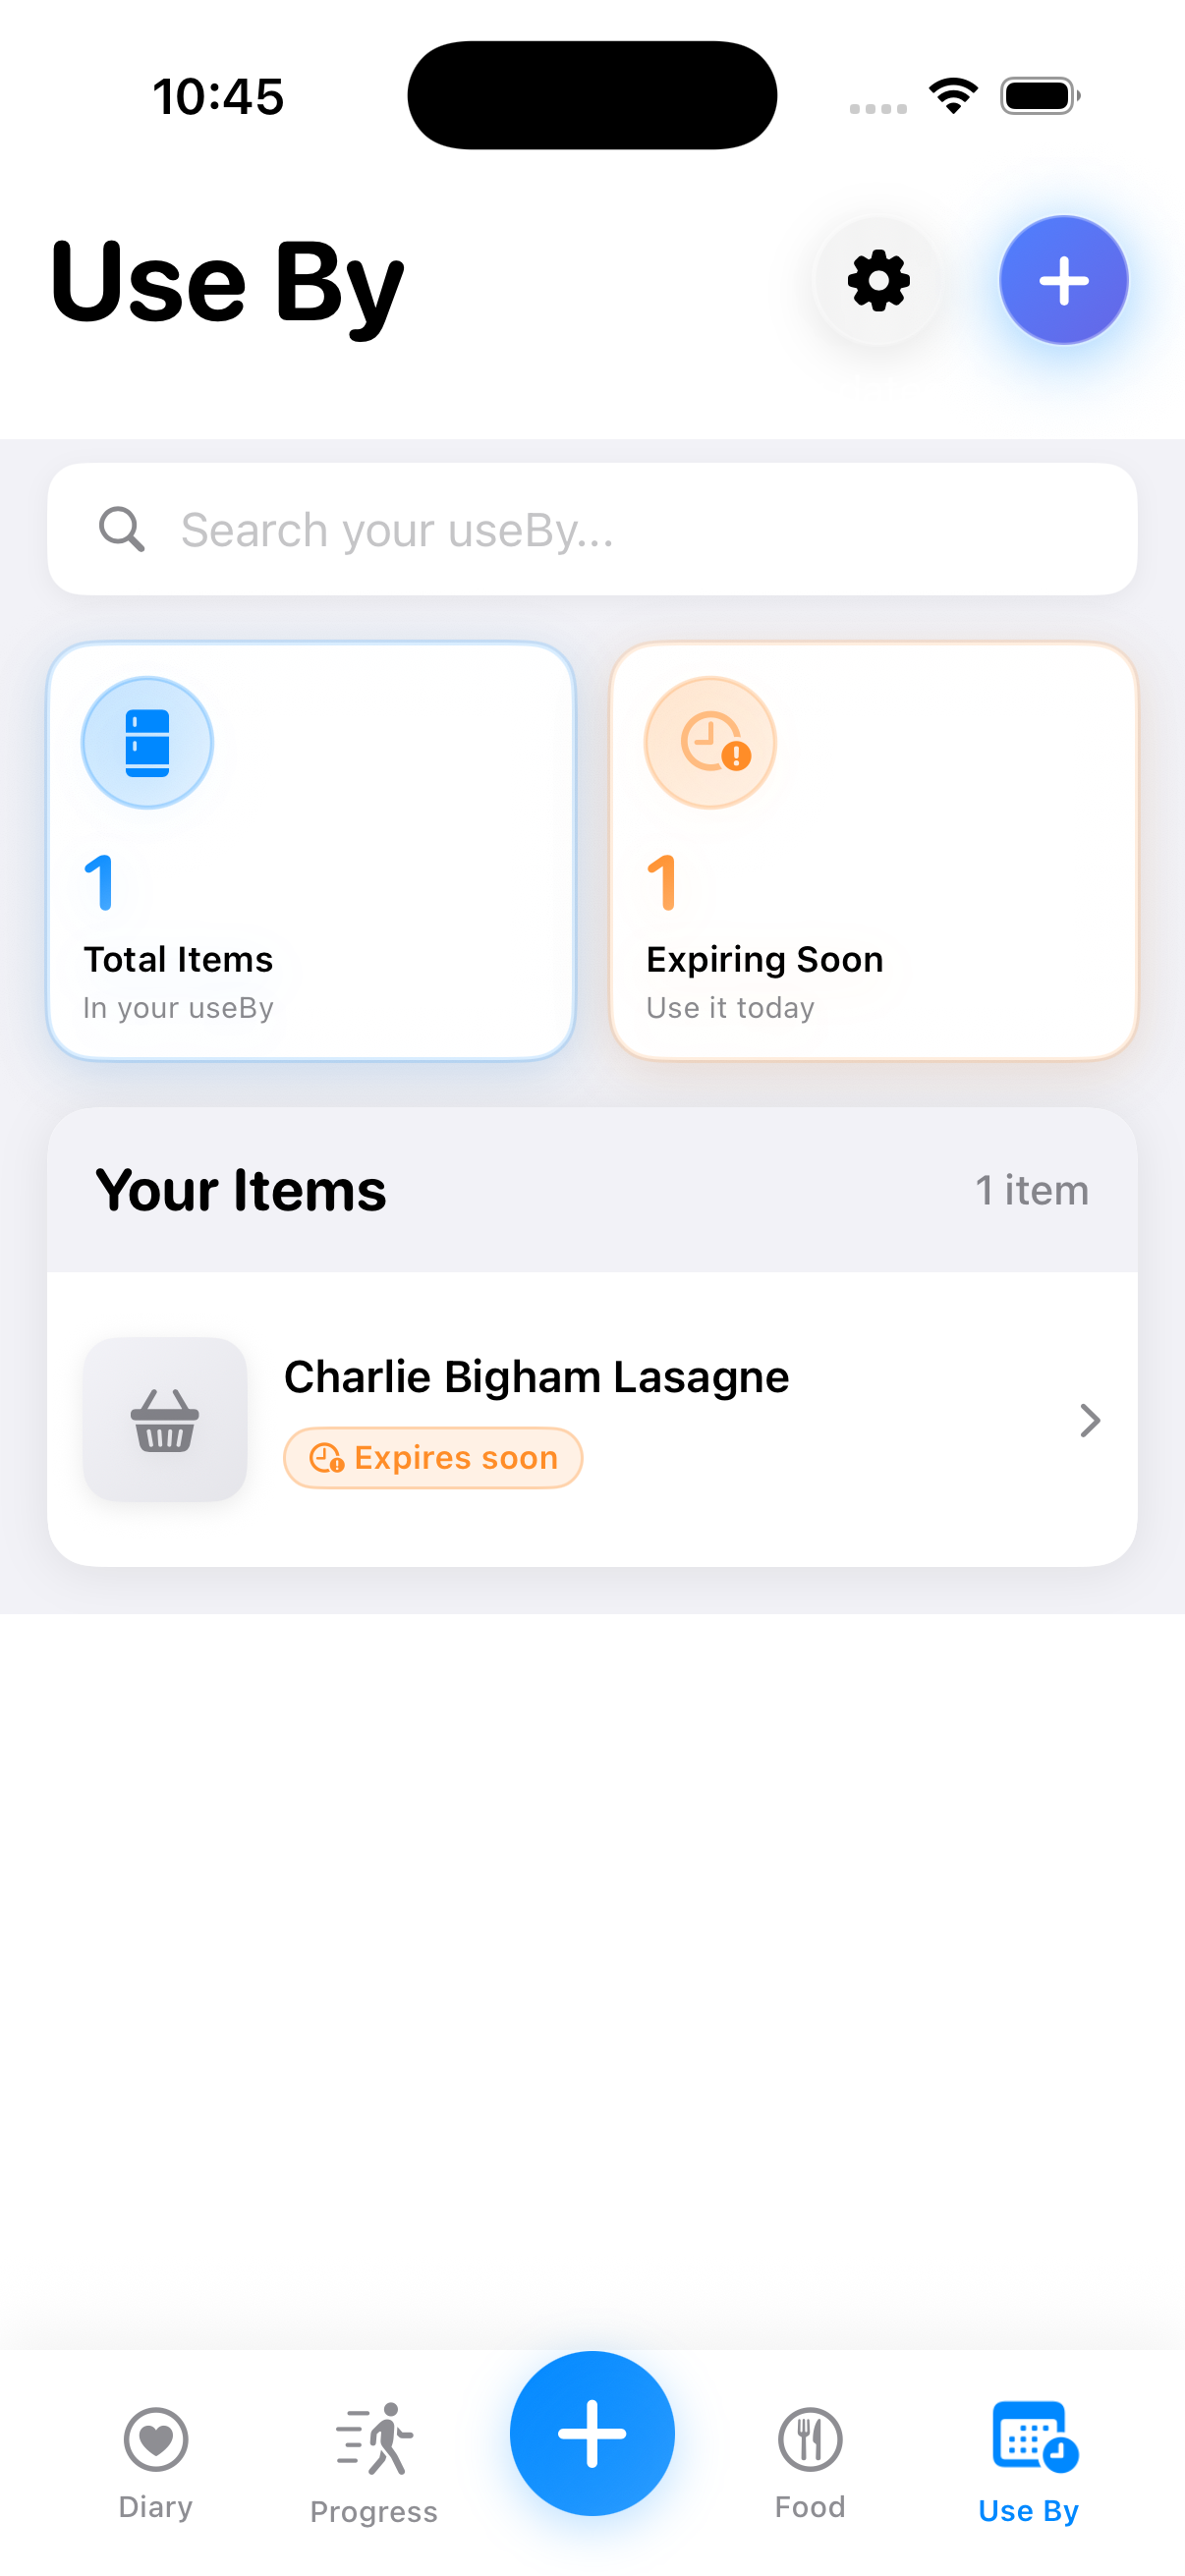 10:45
Use By
Search your useBy...
1
Total Items
In your useBy
1
Expiring Soon
Use it today
Your Items
1 item
Charlie Bigham Lasagne
Expires soon
Diary
Progress
Food
Use By